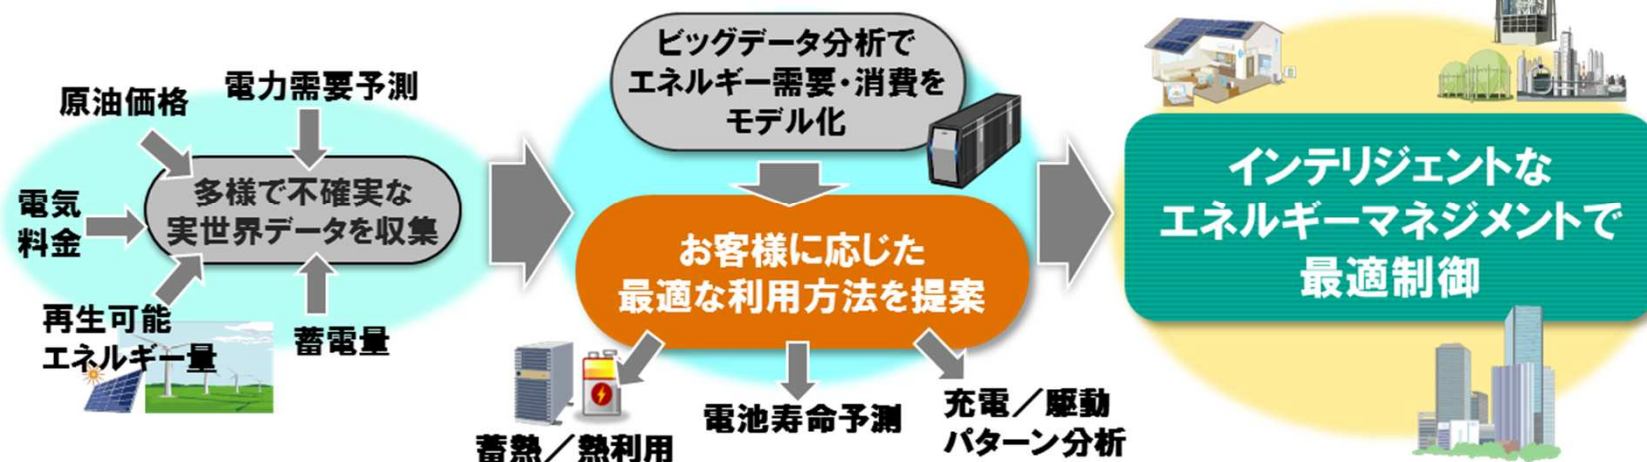 原油価格
電力需要予測
電気
料金
多様で不確実な
実世界データを収集
再生可能
エネルギー量
蓄電量
ビッグデータ分析で
エネルギー需要・消費を
モデル化
お客様に応じた
最適な利用方法を提案
蓄熱／熱利用
電池寿命予測
充電／駆動
パターン分析
インテリジェントな
エネルギーマネジメントで
最適制御